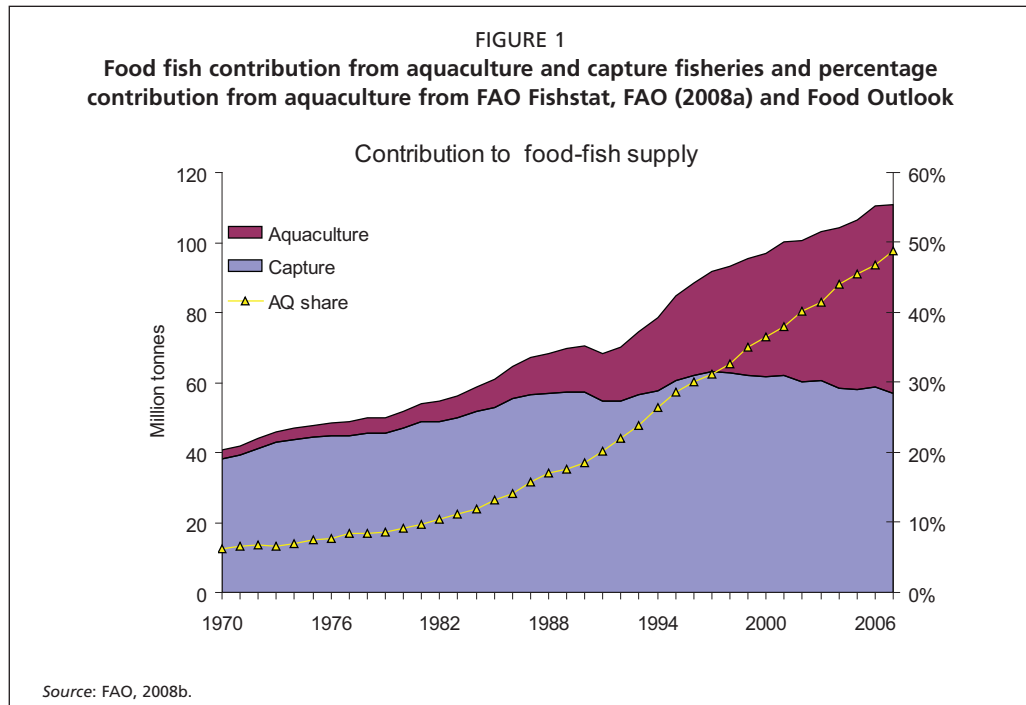 FIGURE 1
Food fish contribution from aquaculture and capture fisheries and percentage
contribution from aquaculture from FAO Fishstat, FAO (2008a) and Food Outlook
Contribution to food-fish supply
120
100
80
60
40
20
0
Million tonnes
Aquaculture
Capture
AQ share
60%
50%
40%
30%
20%
10%
0%
1970
1976
1982
1988
1994
2000
2006
Source: FAO, 2008b.